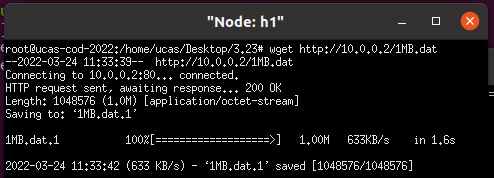 "Node: h1"
root@ucas-cod-2022:/home/ucas/Desktop/3.23# wget http://10.0.0.2/1MB.dat
--2022-03-24 11:33:39--  http://10.0.0.2/1MB.dat
Connecting to 10.0.0.2:80... connected.
HTTP request sent, awaiting response... 200 OK
Length: 1048576 (1.0M) [application/octet-stream]
Saving to: ‘1MB.dat.1’
1MB.dat.1           100%[===================>]   1.00M   633KB/s    in 1.6s
2022-03-24 11:33:42 (633 KB/s) - ‘1MB.dat.1’ saved [1048576/1048576]